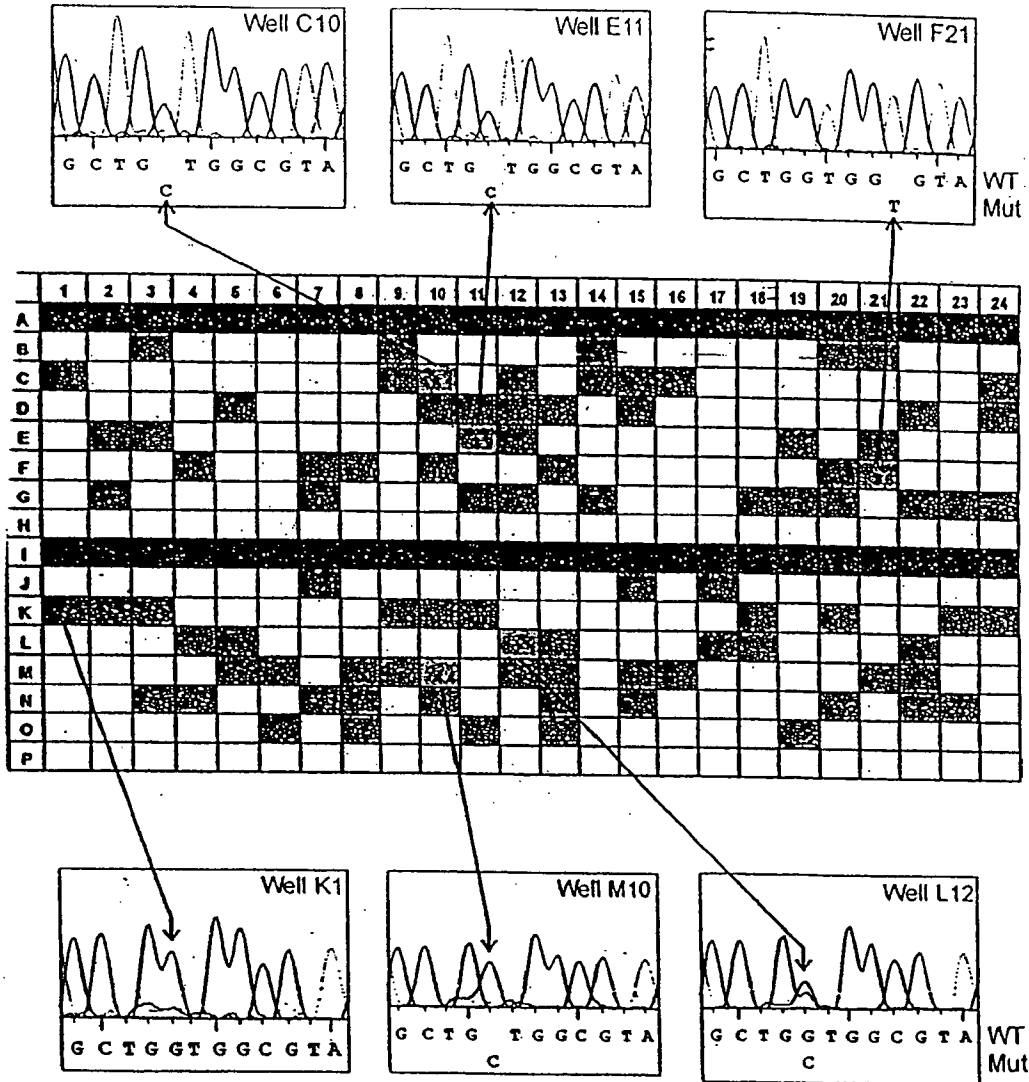 Well C10
G C T G T G G C G T A
C
Well E11
G C T G T G G C G T A
C
Well F21
G C T G G T G G G T A
T
WT
Mut
1 2 3 4 5 6 7 8 9 10 11 12 13 14 15 16 17 18 19 20 21 22 23 24
A
B
C
D
E
F
G
H
I
J
K
L
M
N
O
P
Well K1
G C T G G T G G C G T A
Well M10
G C T G T G G C G T A
C
Well L12
G C T G G T G G C G T A
C
WT
Mut